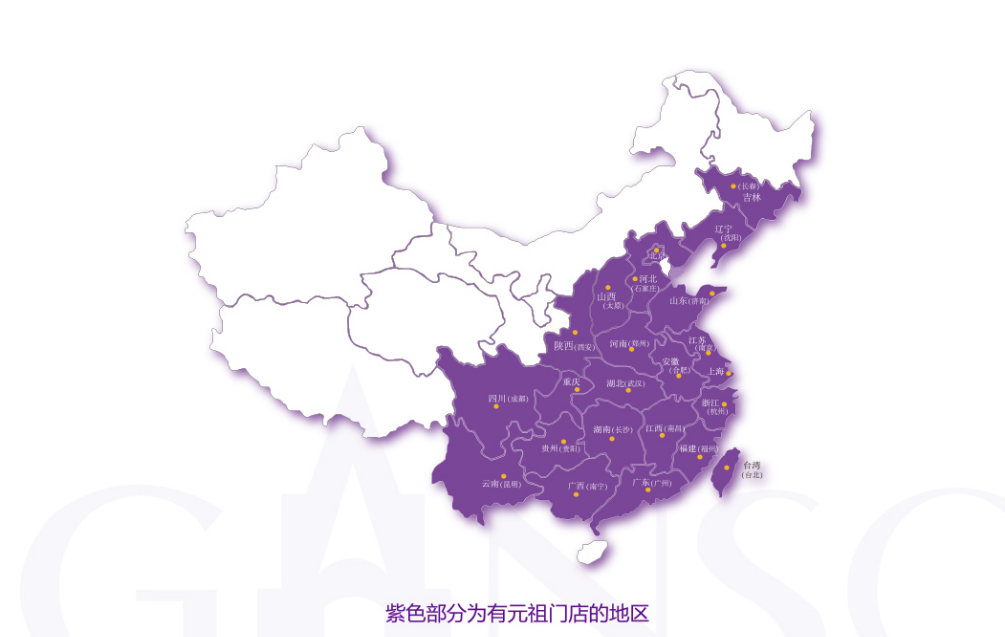 (长春)
吉林
辽宁
(沈阳)
北京
河北
(石家庄)
山西
(太原)
山东(济南)
陕西(西安)
河南(郑州)
江苏
(南京)
安徽
(合肥)
上海
重庆
湖北(武汉)
四川(成都)
浙江
(杭州)
湖南(长沙)
江西(南昌)
贵州(贵阳)
福建(福州)
台湾
(台北)
云南(昆明)
广西(南宁)
广东(广州)
GANSO
紫色部分为有元祖门店的地区